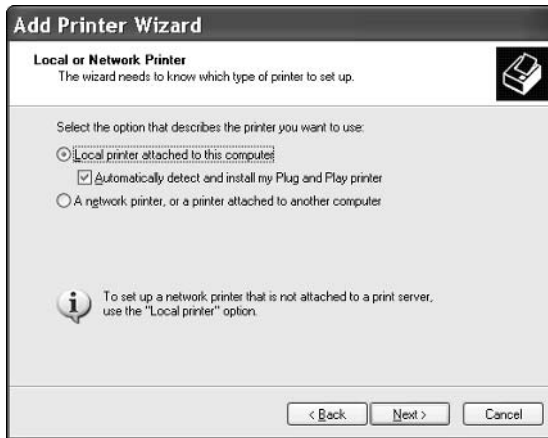 Add Printer Wizard
Local or Network Printer
The wizard needs to know which type of printer to set up.
Select the option that describes the printer you want to use:
Local printer attached to this computer
Automatically detect and install my Plug and Play printer
A network printer, or a printer attached to another computer
To set up a network printer that is not attached to a print server,
use the "Local printer" option.
< Back Next > Cancel